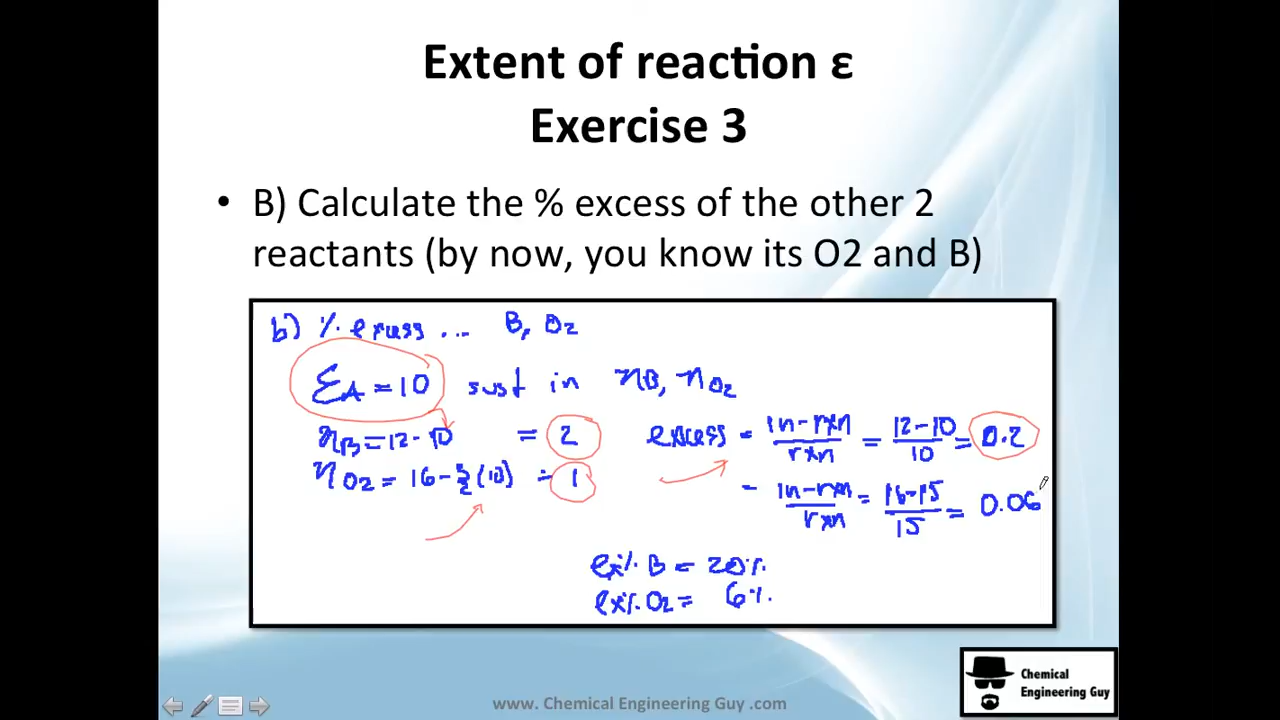 Extent of reaction ε
Exercise 3
• B) Calculate the % excess of the other 2
reactants (by now, you know its O2 and B)
b) % excess ... B, O2
ΣA = 10 sust in nB, nO2
nB = 12 - 10 = 2
excess = in - rxn / rxn = 12 - 10 / 10 = 0.2
nO2 = 16 - 3/2 (10) = 1
= in - rxn / rxn = 16 - 15 / 15 = 0.06
ex% B = 20%
ex% O2 = 6%
Chemical
Engineering Guy
www. Chemical Engineering Guy .com